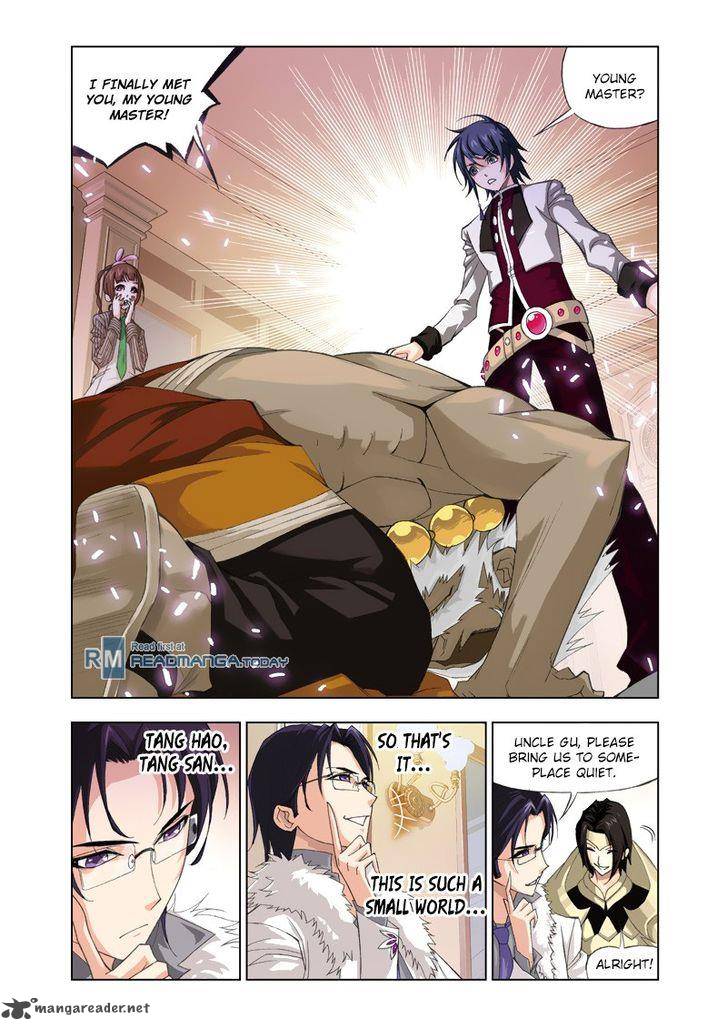 I FINALLY MET
YOU, MY YOUNG
MASTER!
YOUNG
MASTER?
RM
Read first at
READMANGA.TODAY
TANG HAO,
TANG SAN...
SO THAT'S
IT...
THIS IS SUCH A
SMALL WORLD...
UNCLE GU, PLEASE
BRING US TO SOME-
PLACE QUIET.
ALRIGHT!
mangareader.net